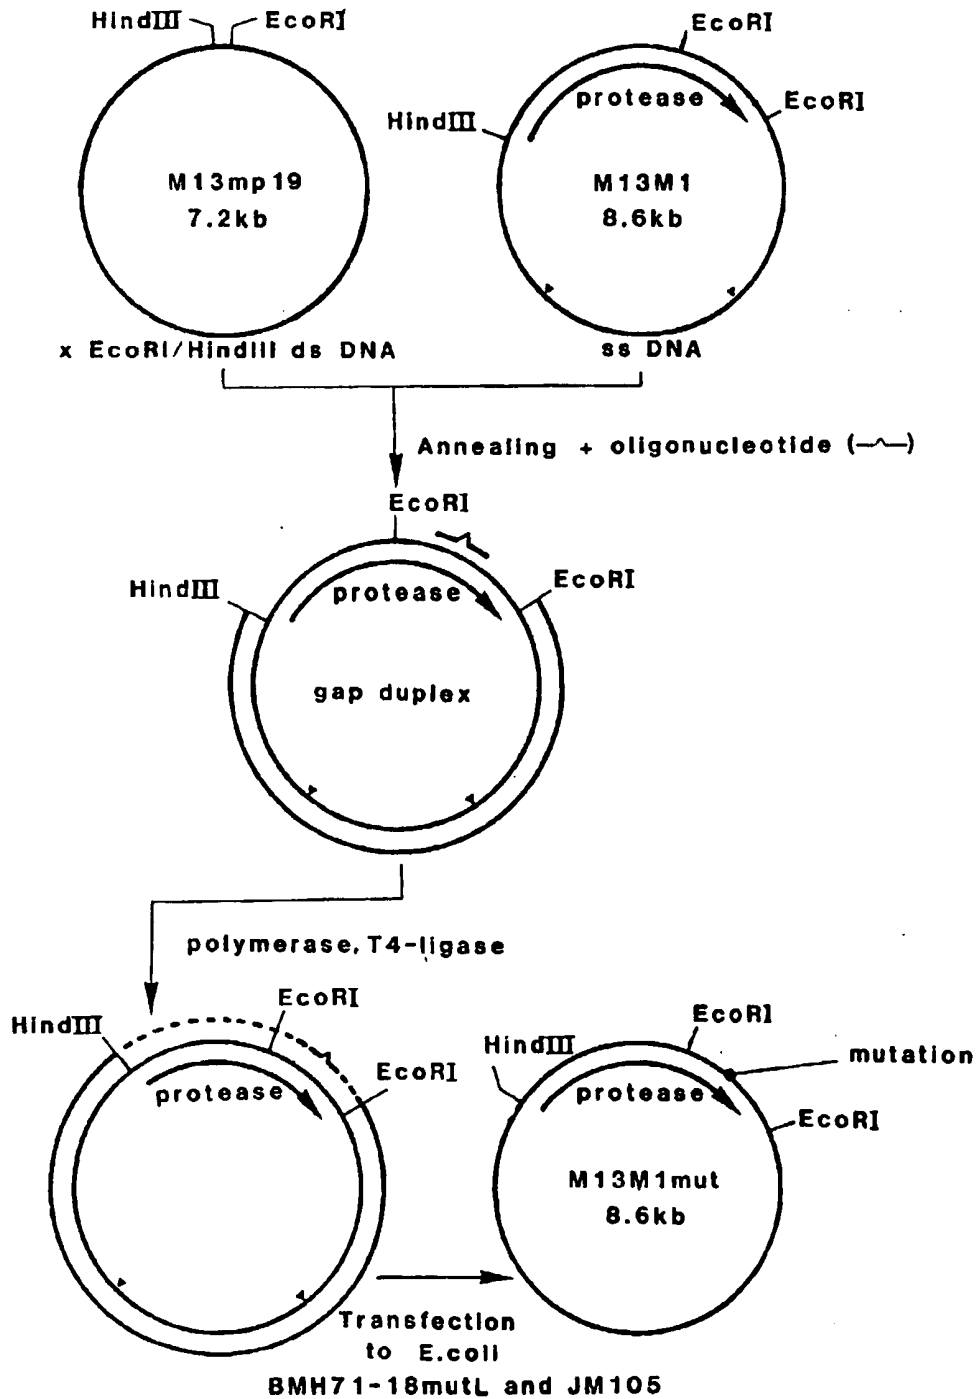 HindIII EcoRI
M13mp19
7.2kb
x EcoRI/HindIII ds DNA
EcoRI
EcoRI
HindIII
protease
M13M1
8.6kb
ss DNA
Annealing + oligonucleotide ( )
EcoRI
HindIII
EcoRI
protease
gap duplex
polymerase, T4-ligase
HindIII
EcoRI
EcoRI
protease
Transfection
to E.coli
BMH71-18mutL and JM105
EcoRI
HindIII
mutation
protease
EcoRI
M13M1mut
8.6kb